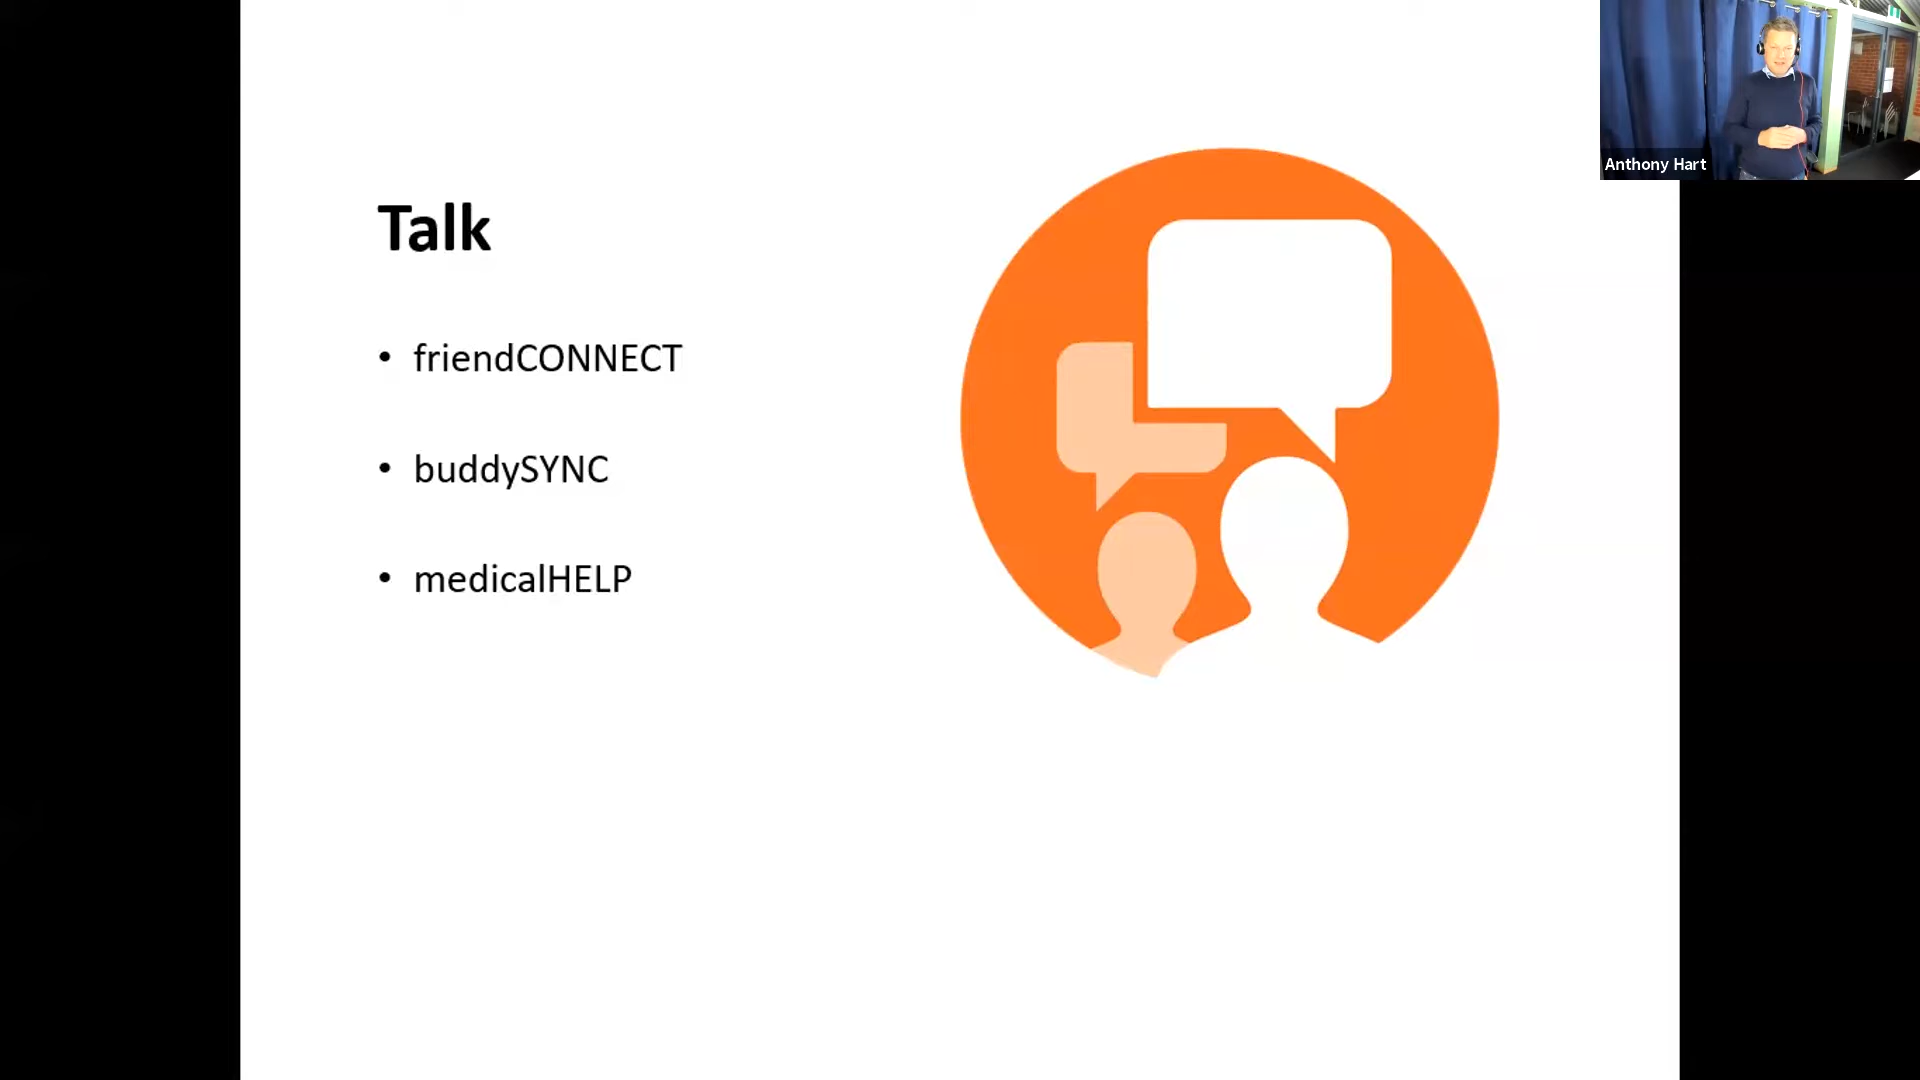 Anthony Hart
Talk
• friendCONNECT
• buddySYNC
• medicalHELP